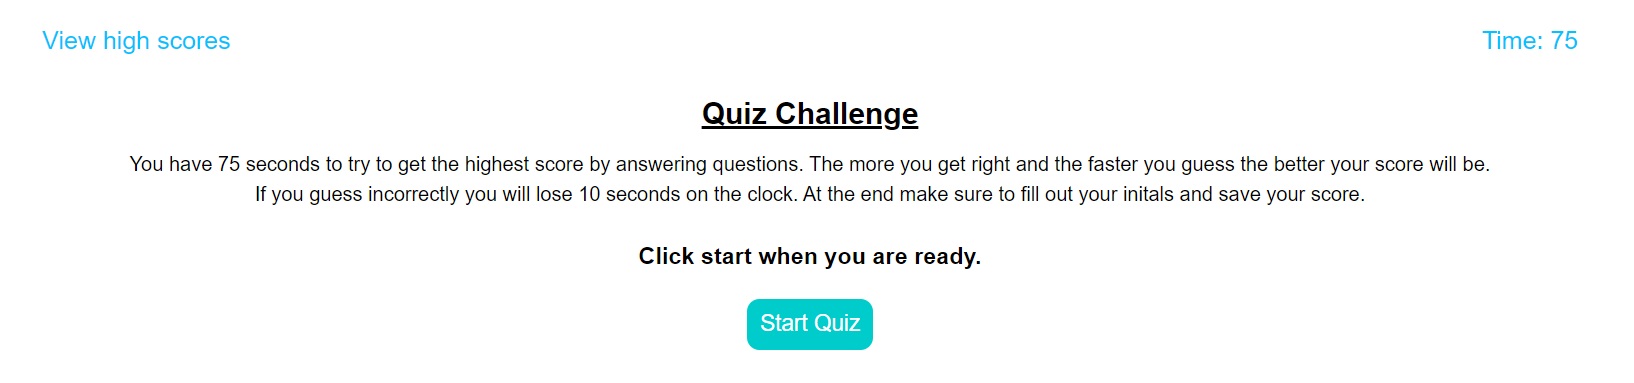 View high scores
Time: 75
Quiz Challenge
You have 75 seconds to try to get the highest score by answering questions. The more you get right and the faster you guess the better your score will be.
If you guess incorrectly you will lose 10 seconds on the clock. At the end make sure to fill out your initals and save your score.
Click start when you are ready.
Start Quiz